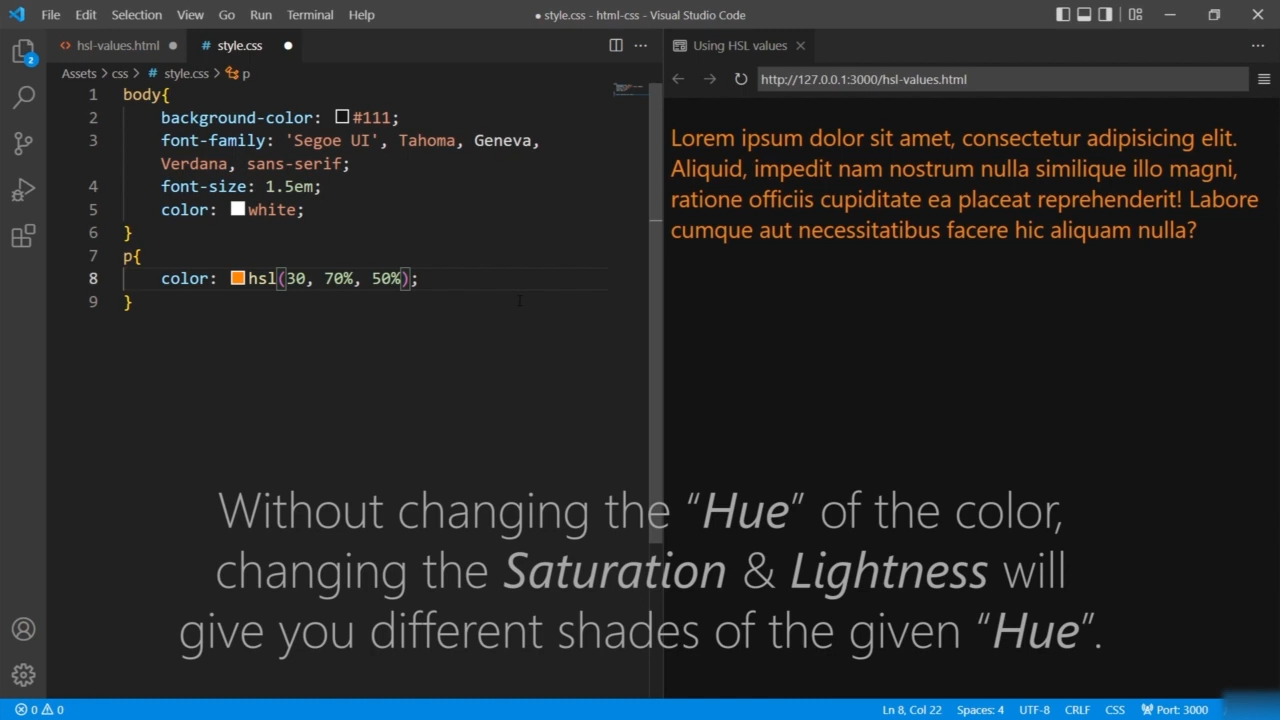 File Edit Selection View Go Run Terminal Help
● style.css - html-css - Visual Studio Code
hsl-values.html
# style.css
Using HSL values
Assets > css > # style.css > p
http://127.0.0.1:3000/hsl-values.html
2
1 body{
2 background-color: #111;
3 font-family: 'Segoe UI', Tahoma, Geneva,
Verdana, sans-serif;
4 font-size: 1.5em;
5 color: white;
6 }
7 p{
8 color: hsl(30, 70%, 50%);
9 }
Lorem ipsum dolor sit amet, consectetur adipisicing elit.
Aliquid, impedit nam nostrum nulla similique illo magni,
ratione officiis cupiditate ea placeat reprehenderit! Labore
cumque aut necessitatibus facere hic aliquam nulla?
Without changing the “Hue” of the color,
changing the Saturation & Lightness will
give you different shades of the given “Hue”.
0 0 Ln 8, Col 22 Spaces: 4 UTF-8 CRLF CSS Port: 3000